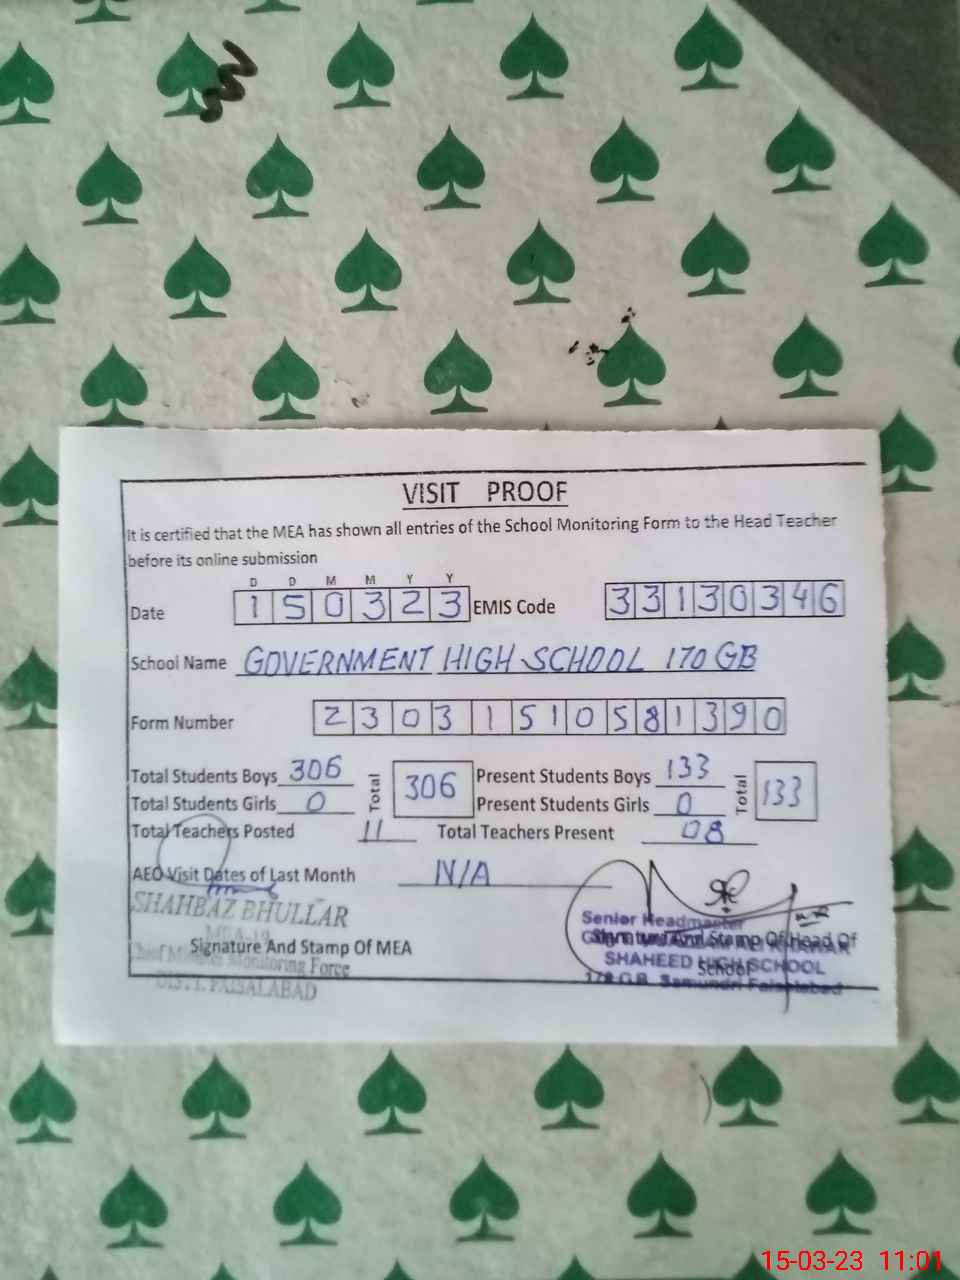 VISIT PROOF
It is certified that the MEA has shown all entries of the School Monitoring Form to the Head Teacher
before its online submission
D D M M Y Y
Date 1 5 0 3 2 3 EMIS Code 3 3 1 3 0 3 4 6
School Name GOVERNMENT HIGH SCHOOL 170 GB
Form Number 2 3 0 3 1 5 1 0 5 8 1 3 9 0
Total Students Boys 306 Total 306 Present Students Boys 133 Total 133
Total Students Girls 0 Present Students Girls 0
Total Teachers Posted 11 Total Teachers Present 08
AEO Visit Dates of Last Month N/A
SHAHBAZ BHULLAR
Senior Headmaster
Signature And Stamp Of MEA
Signature And Stamp Of Head Of
School
Monitoring Force
DISTT. FAISALABAD
SHAHEED HIGH SCHOOL
G.B. Samundri Faisalabad
15-03-23 11:01